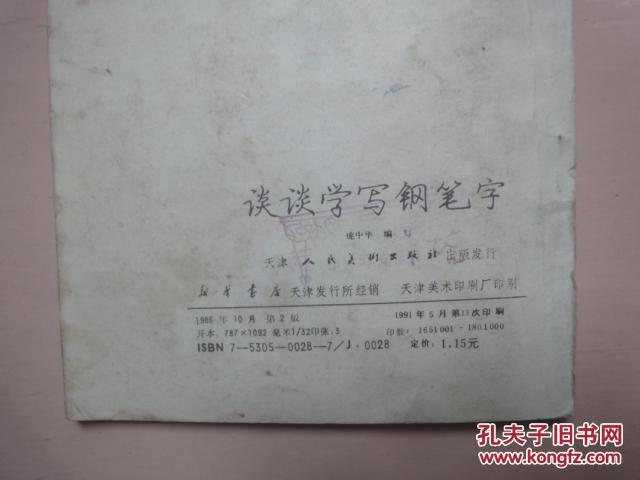 谈谈学写钢笔字
庞中华 编写
天津 人民美术出版社 出版发行
新华书店天津发行所经销 天津美术印刷厂印刷
1986年10月第2版 1991年5月第13次印刷
开本:787×1092 毫米1/32印张:3 印数:1651001-1801000
ISBN 7—5305—0028—7/J·0028 定价:1.15元
孔夫子旧书网
www.kongfz.com